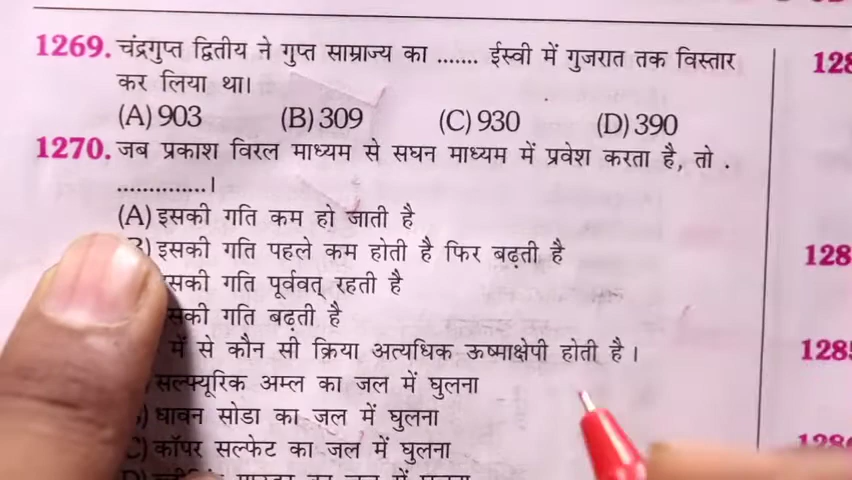 1269. चंद्रगुप्त द्वितीय ने गुप्त साम्राज्य का ....... ईस्वी में गुजरात तक विस्तार
कर लिया था।
(A) 903 (B) 309 (C) 930 (D) 390
1270. जब प्रकाश विरल माध्यम से सघन माध्यम में प्रवेश करता है, तो .
..............।
(A) इसकी गति कम हो जाती है
B) इसकी गति पहले कम होती है फिर बढ़ती है
सकी गति पूर्ववत् रहती है
सकी गति बढ़ती है
में से कौन सी क्रिया अत्यधिक ऊष्माक्षेपी होती है।
सल्फ्यूरिक अम्ल का जल में घुलना
) धावन सोडा का जल में घुलना
C) कॉपर सल्फेट का जल में घुलना
128
128